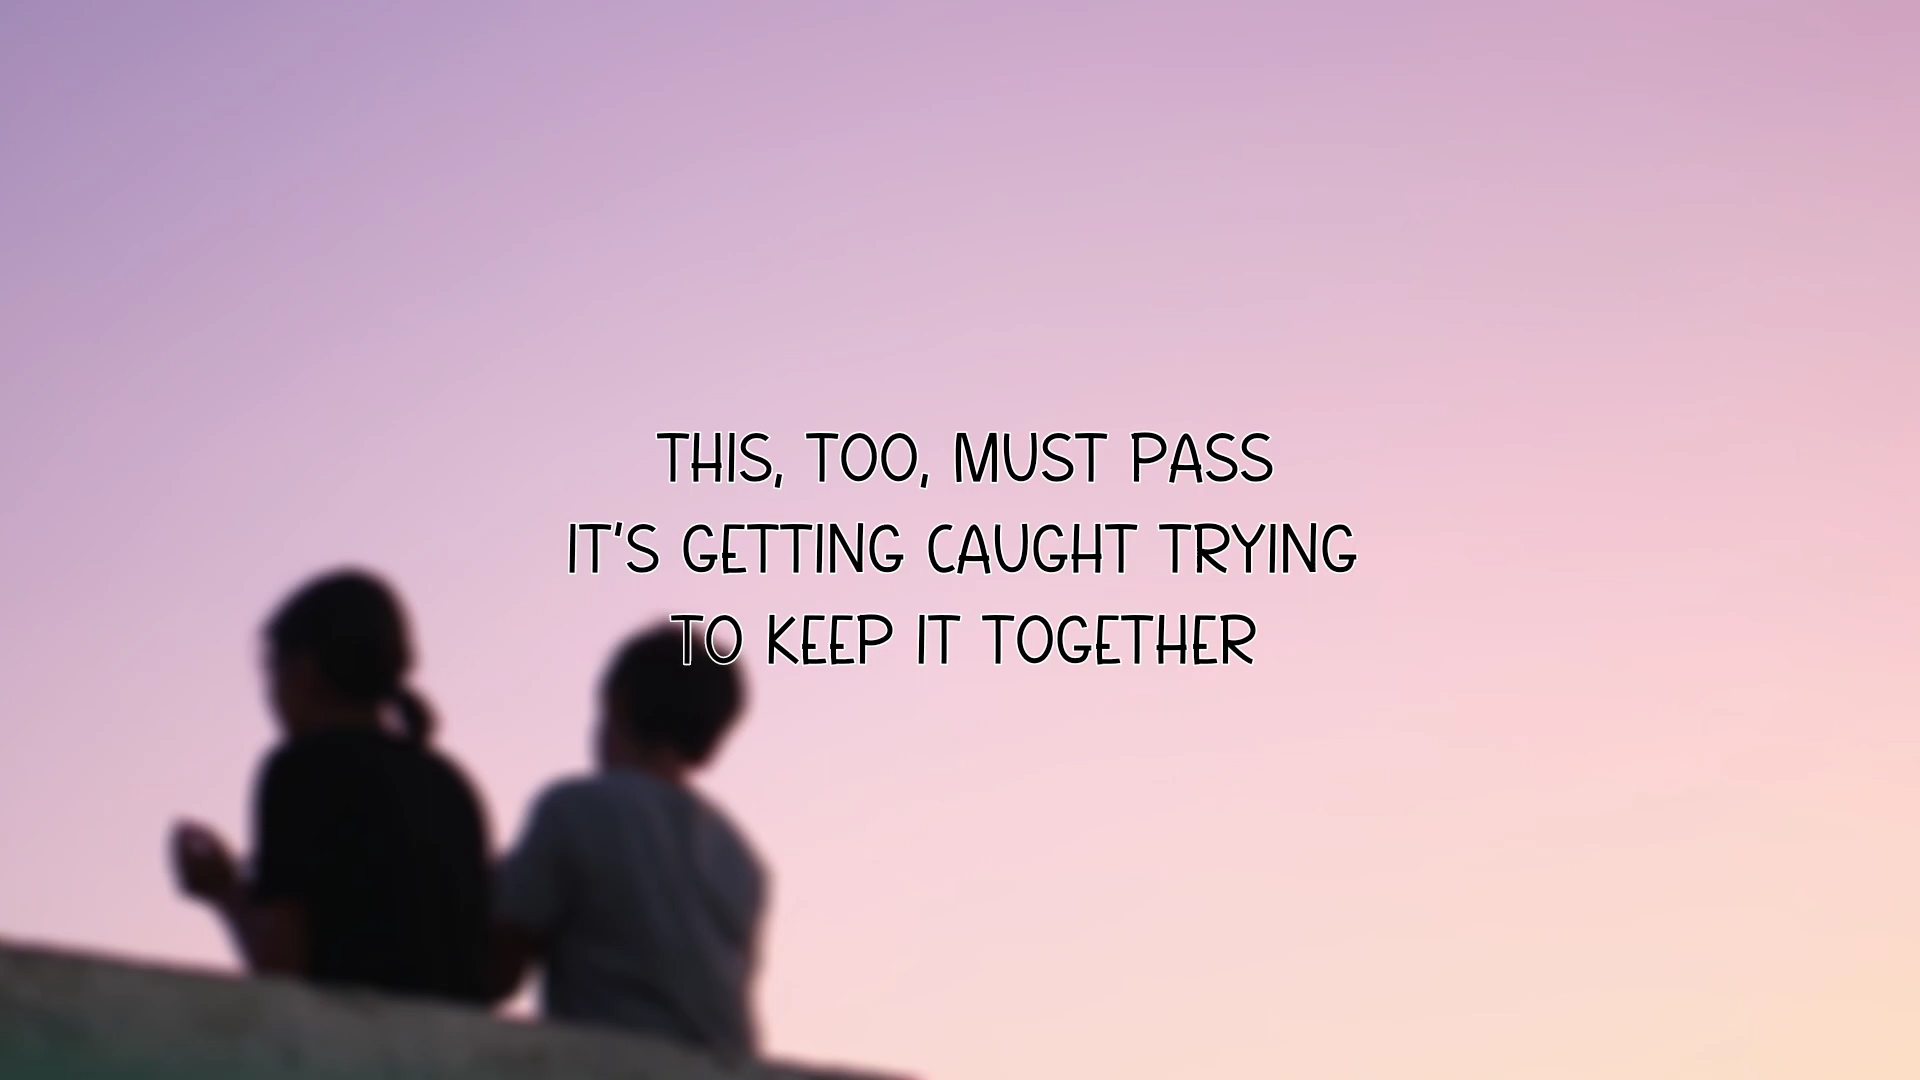 THIS, TOO, MUST PASS
IT'S GETTING CAUGHT TRYING
TO KEEP IT TOGETHER